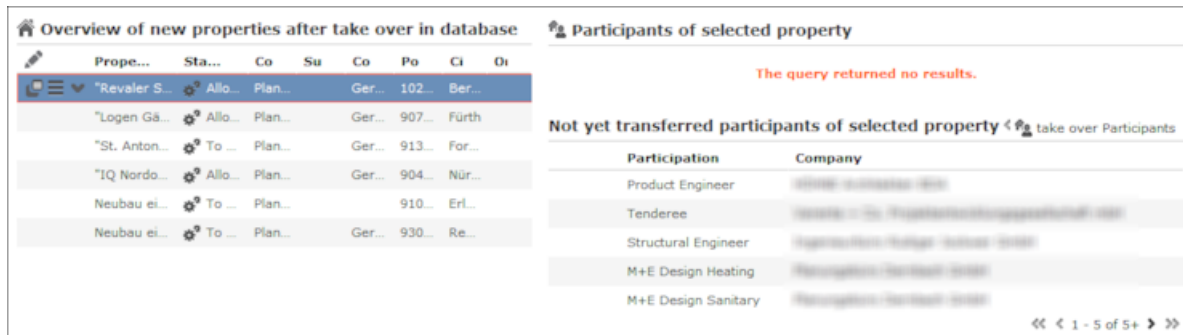 Overview of new properties after take over in database
Prope... Sta... Co Su Co Po Ci Or
"Revaler S... Allo... Plan... Ger... 102... Ber...
"Logen Gä... Allo... Plan... Ger... 907... Fürth
"St. Anton... To ... Plan... Ger... 913... For...
"IQ Nordo... Allo... Plan... Ger... 904... Nür...
Neubau ei... To ... Plan... 910... Erl...
Neubau ei... To ... Plan... Ger... 930... Re...
Participants of selected property
The query returned no results.
Not yet transferred participants of selected property take over Participants
Participation Company
Product Engineer
Tenderee
Structural Engineer
M+E Design Heating
M+E Design Sanitary
1 - 5 of 5+